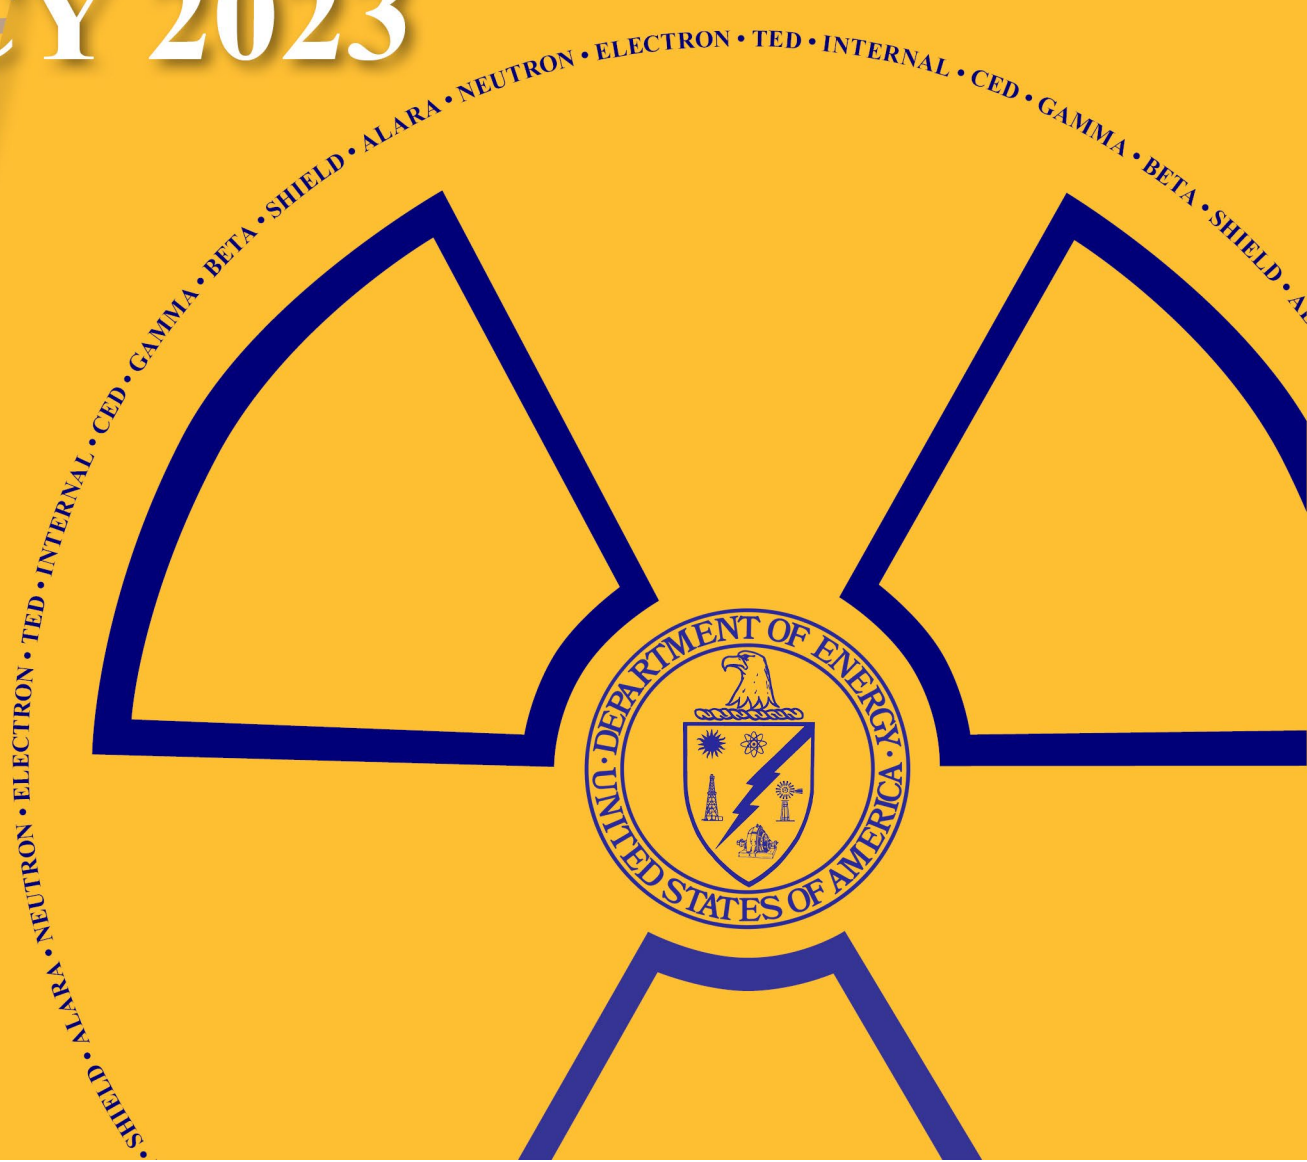 Y 2023
• SHIELD • ALARA • NEUTRON • ELECTRON • TED • INTERNAL • CED • GAMMA • BETA • SHIELD • ALARA • NEUTRON • ELECTRON • TED • INTERNAL • CED • GAMMA • BETA • SHIELD •
• DEPARTMENT OF ENERGY •
UNITED STATES OF AMERICA